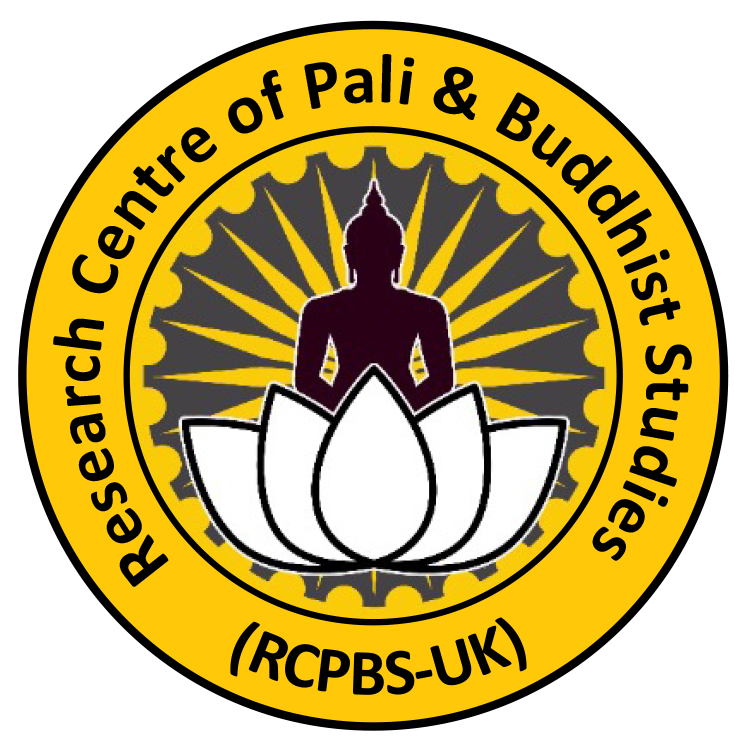 Research Centre of Pali & Buddhist Studies
(RCPBS-UK)